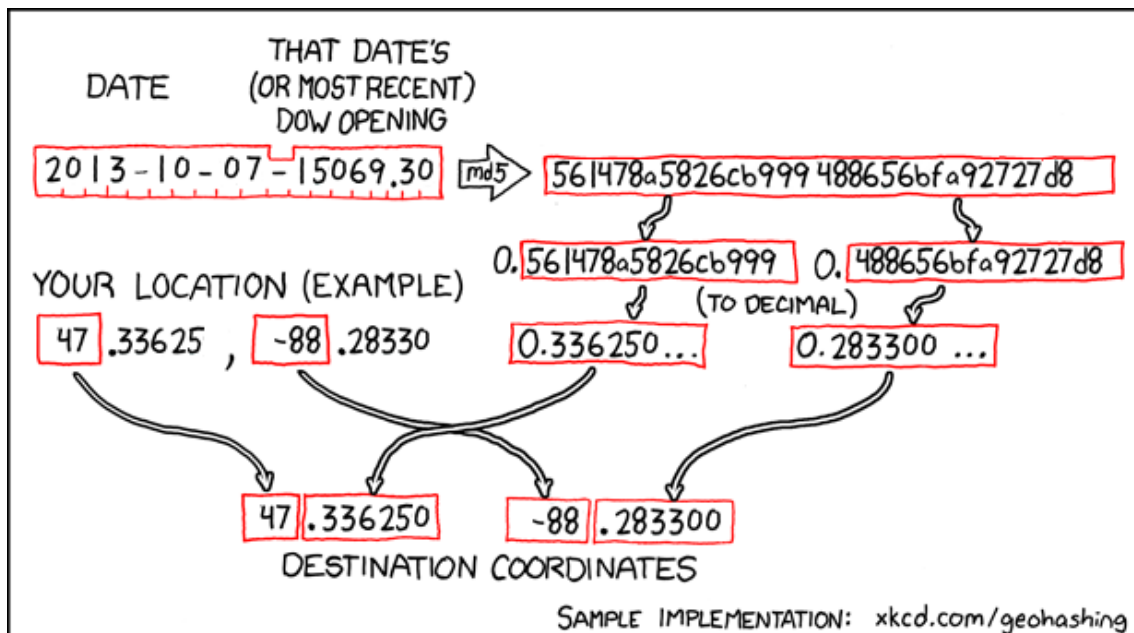 DATE
THAT DATE'S
(OR MOST RECENT)
DOW OPENING
2013-10-07-15069.30
md5
561478a5826cb999488656bfa92727d8
0.561478a5826cb999
0.488656bfa92727d8
(TO DECIMAL)
0.336250...
0.283300 ...
YOUR LOCATION (EXAMPLE)
47.33625, -88.28330
47.336250
-88.283300
DESTINATION COORDINATES
SAMPLE IMPLEMENTATION: xkcd.com/geohashing